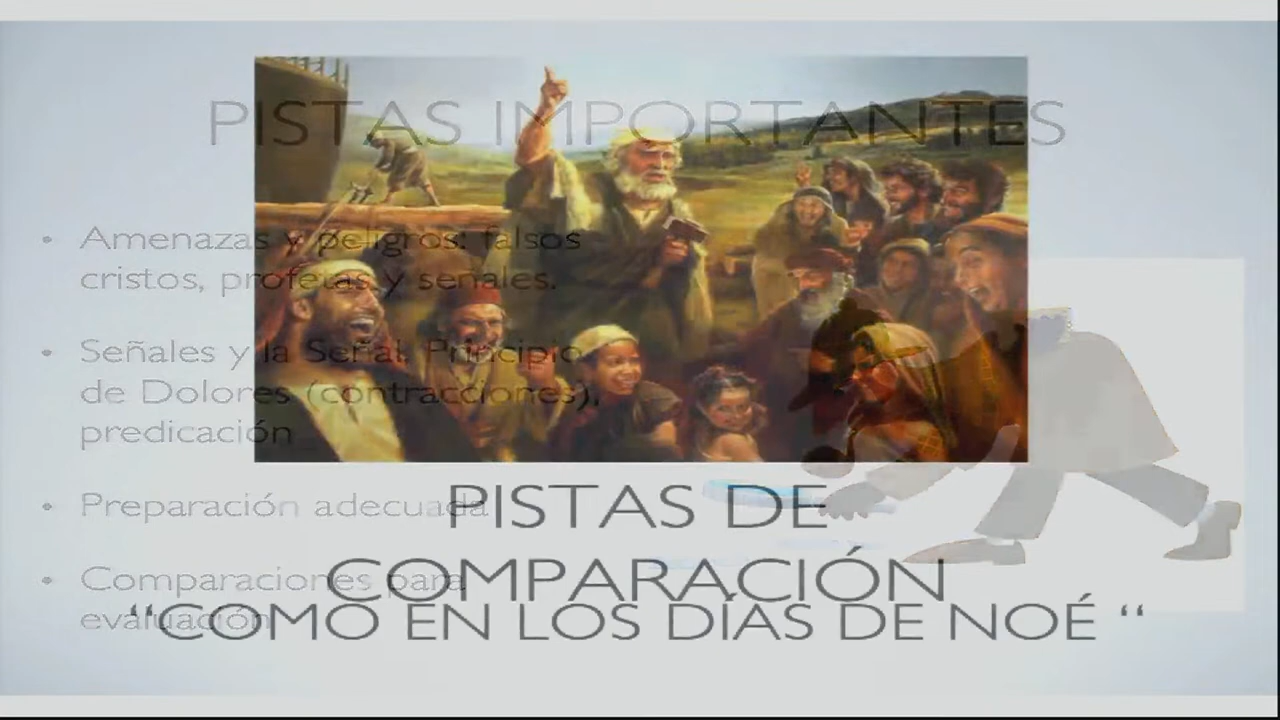 PISTAS IMPORTANTES
• Amenazas y peligros: falsos
cristos, profetas y señales.
• Señales y la Señal. Principio
de Dolores (contracciones),
predicación
• Preparación adecuada
• Comparaciones para
evaluación
PISTAS DE
COMPARACIÓN
“COMO EN LOS DÍAS DE NOÉ “